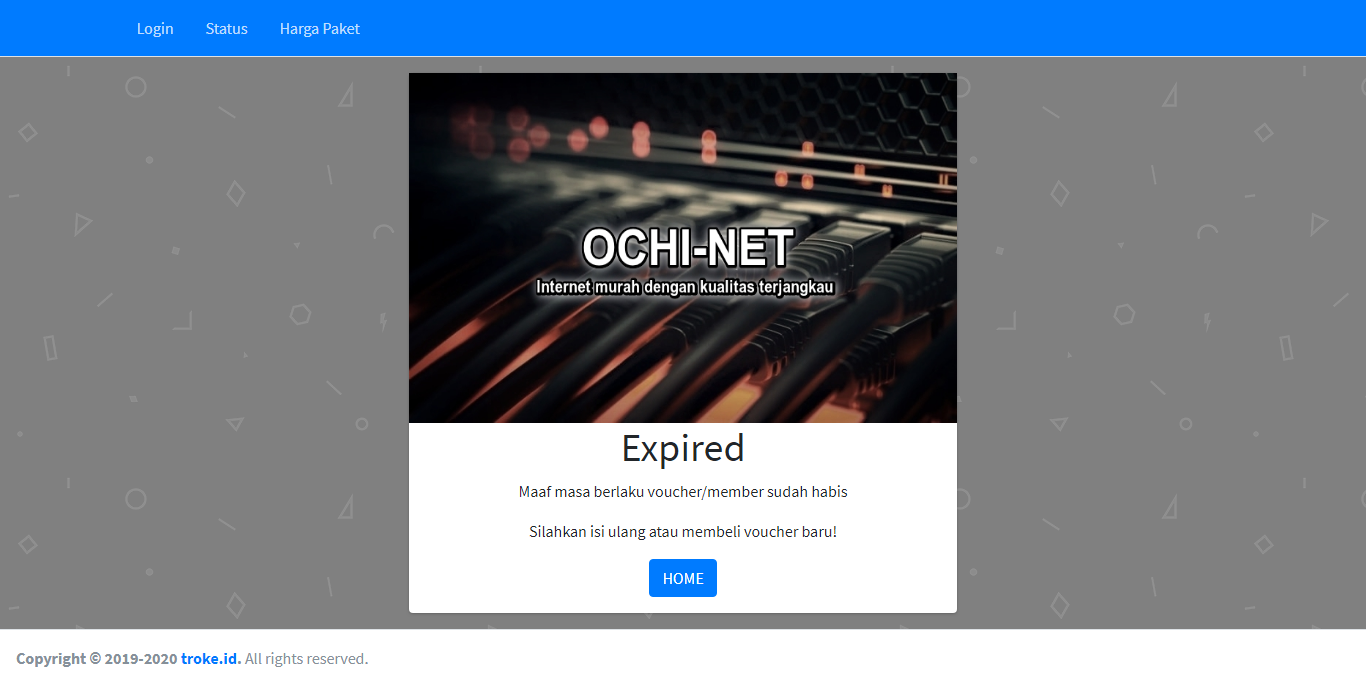 Login Status Harga Paket
OCHI-NET
Internet murah dengan kualitas terjangkau
Expired
Maaf masa berlaku voucher/member sudah habis
Silahkan isi ulang atau membeli voucher baru!
HOME
Copyright © 2019-2020 troke.id. All rights reserved.